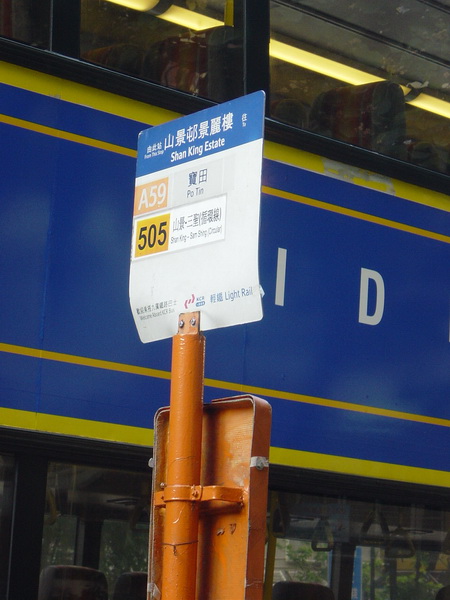 由此站 山景邨景麗樓 往
From This Stop Shan King Estate To
A59 寶田
Po Tin
505 山景-三聖(循環線)
Shan King - Sam Shing (Circular)
KCR 輕鐵 Light Rail
I D